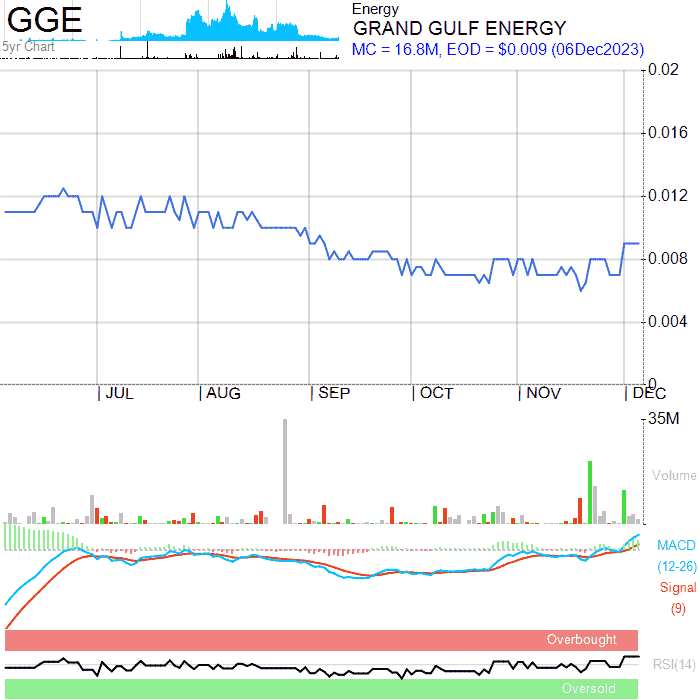 GGE
5yr Chart
Energy
GRAND GULF ENERGY
MC = 16.8M, EOD = $0.009 (06Dec2023)
0.02
0.016
0.012
0.008
0.004
0
JUL AUG SEP OCT NOV DEC
35M
Volume
MACD
(12-26)
Signal
(9)
Overbought
RSI(14)
Oversold